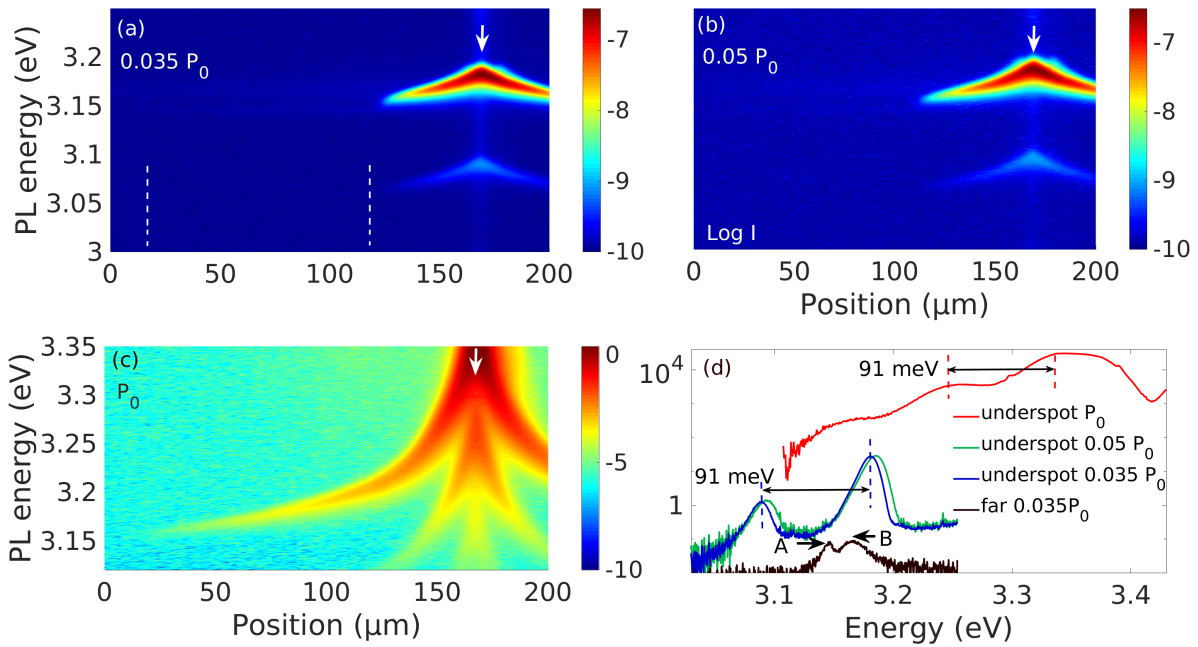 (a)
0.035 P0
PL energy (eV)
3.2
3.15
3.1
3.05
3
0 50 100 150 200
-7
-8
-9
-10
(b)
0.05 P0
Log I
0 50 100 150 200
Position (μm)
-7
-8
-9
-10
(c)
P0
PL energy (eV)
3.35
3.3
3.25
3.2
3.15
0 50 100 150 200
Position (μm)
0
-5
-10
(d)
10^4
1
91 meV
underspot P0
underspot 0.05 P0
underspot 0.035 P0
far 0.035P0
91 meV
A
B
3.1 3.2 3.3 3.4
Energy (eV)